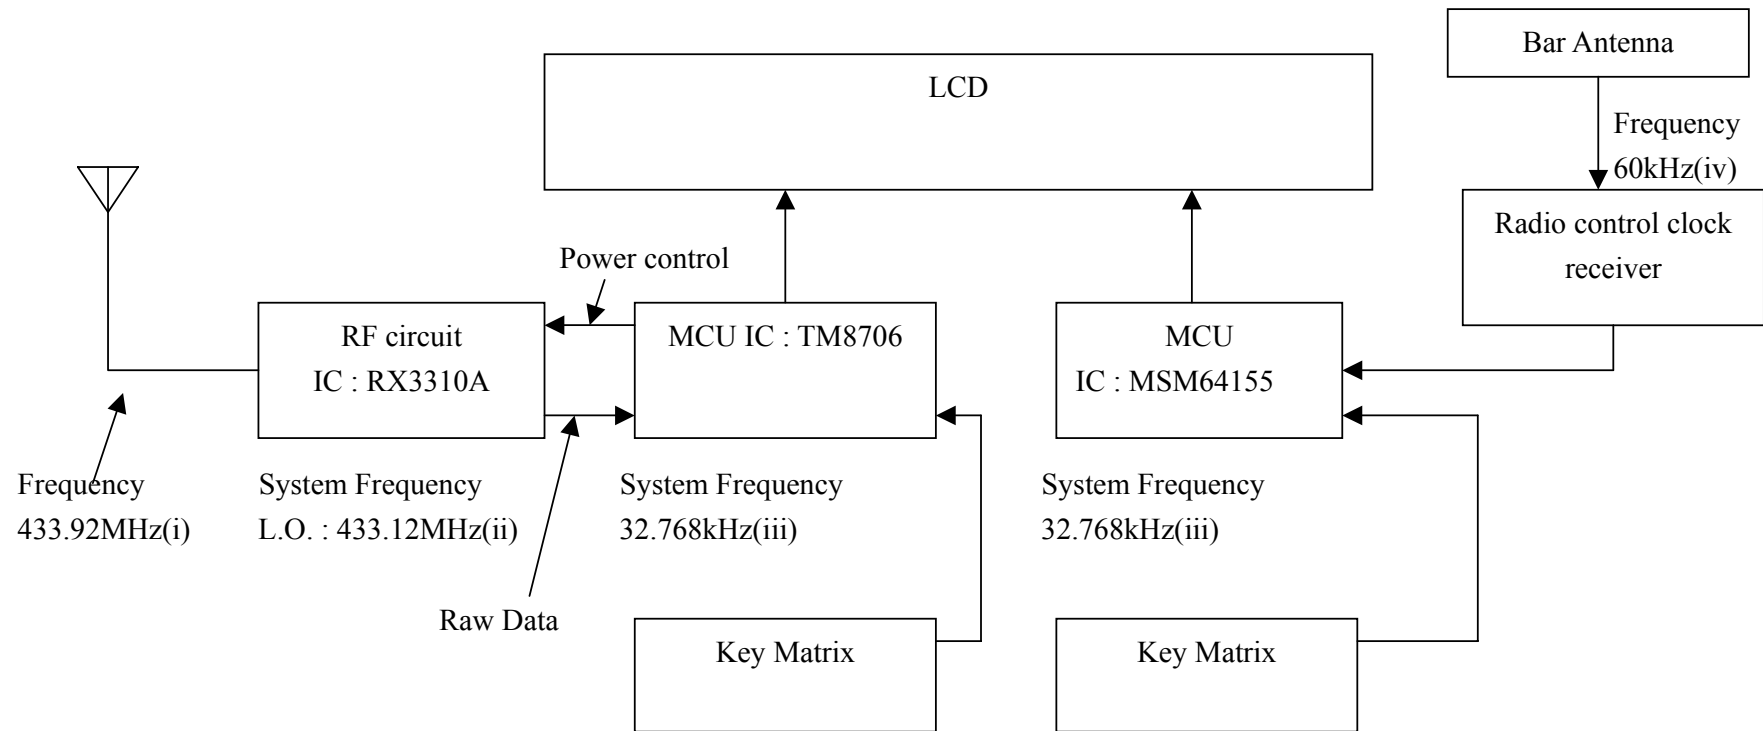 Bar Antenna
LCD
Frequency
60kHz(iv)
Radio control clock
receiver
Power control
RF circuit
IC : RX3310A
MCU IC : TM8706
MCU
IC : MSM64155
Frequency
433.92MHz(i)
System Frequency
L.O. : 433.12MHz(ii)
System Frequency
32.768kHz(iii)
System Frequency
32.768kHz(iii)
Raw Data
Key Matrix
Key Matrix